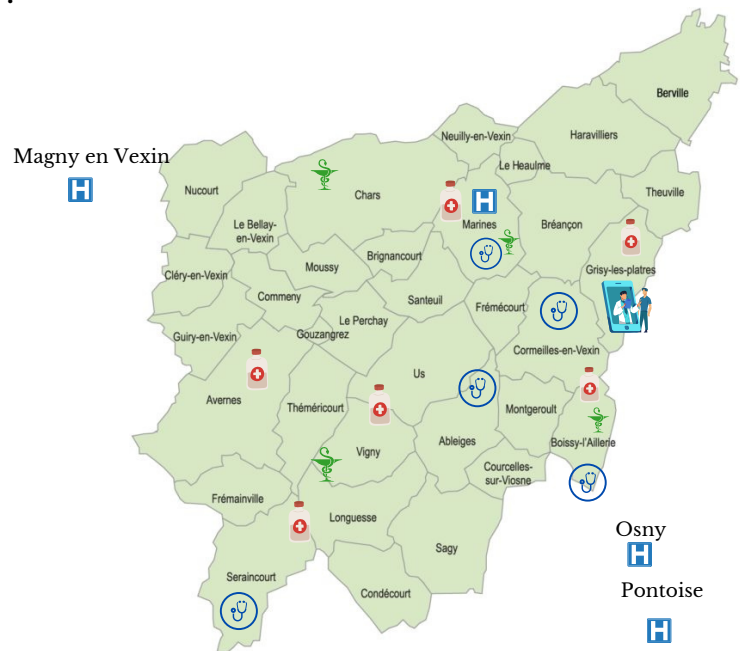 Berville
Neuilly-en-Vexin
Haravilliers
Magny en Vexin
H
Le Heaulme
Nucourt
Chars
Theuville
H
Marines
Bréançon
Le Bellay-
en-Vexin
Brignancourt
Moussy
Grisy-les-platres
Cléry-en-Vexin
Commeny
Santeuil
Frémécourt
Le Perchay
Gouzangrez
Guiry-en-Vexin
Cormeilles-en-Vexin
Us
Avernes
Théméricourt
Montgeroult
Ableiges
Boissy-l'Aillerie
Vigny
Courcelles-
sur-Viosne
Frémainville
Longuesse
Osny
H
Sagy
Seraincourt
Condécourt
Pontoise
H